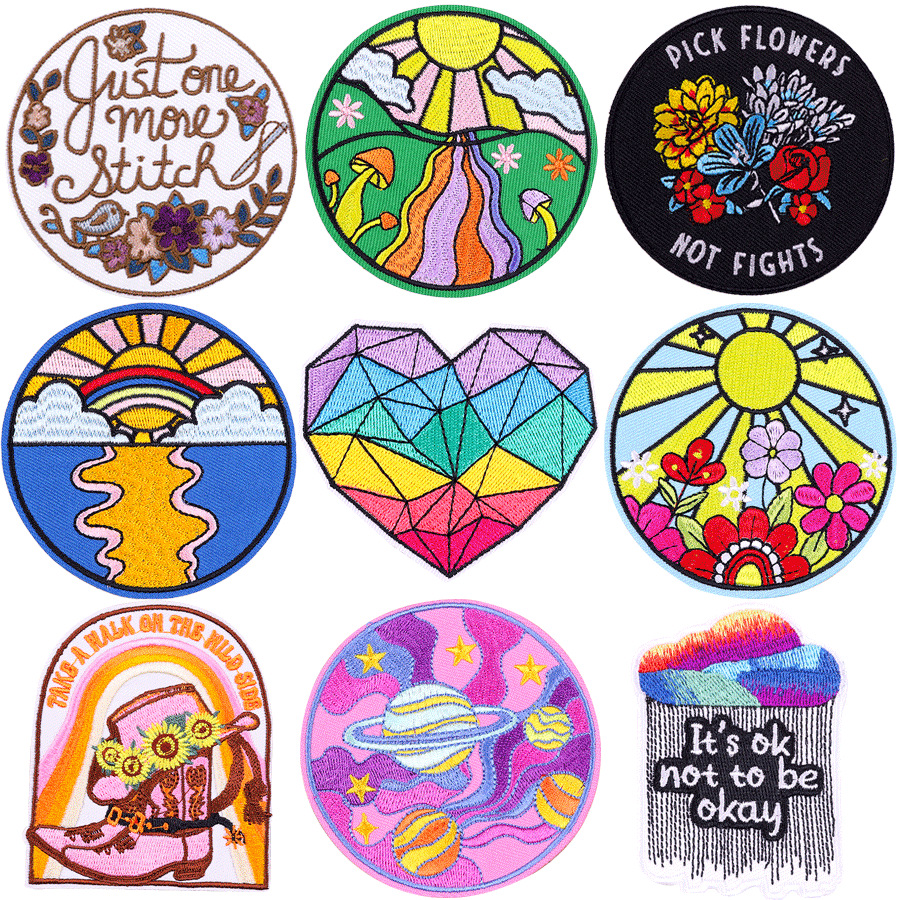 Just one
more
Stitch
PICK FLOWERS
NOT FIGHTS
TAKE A WALK ON THE WILD SIDE
It's ok
not to be
okay